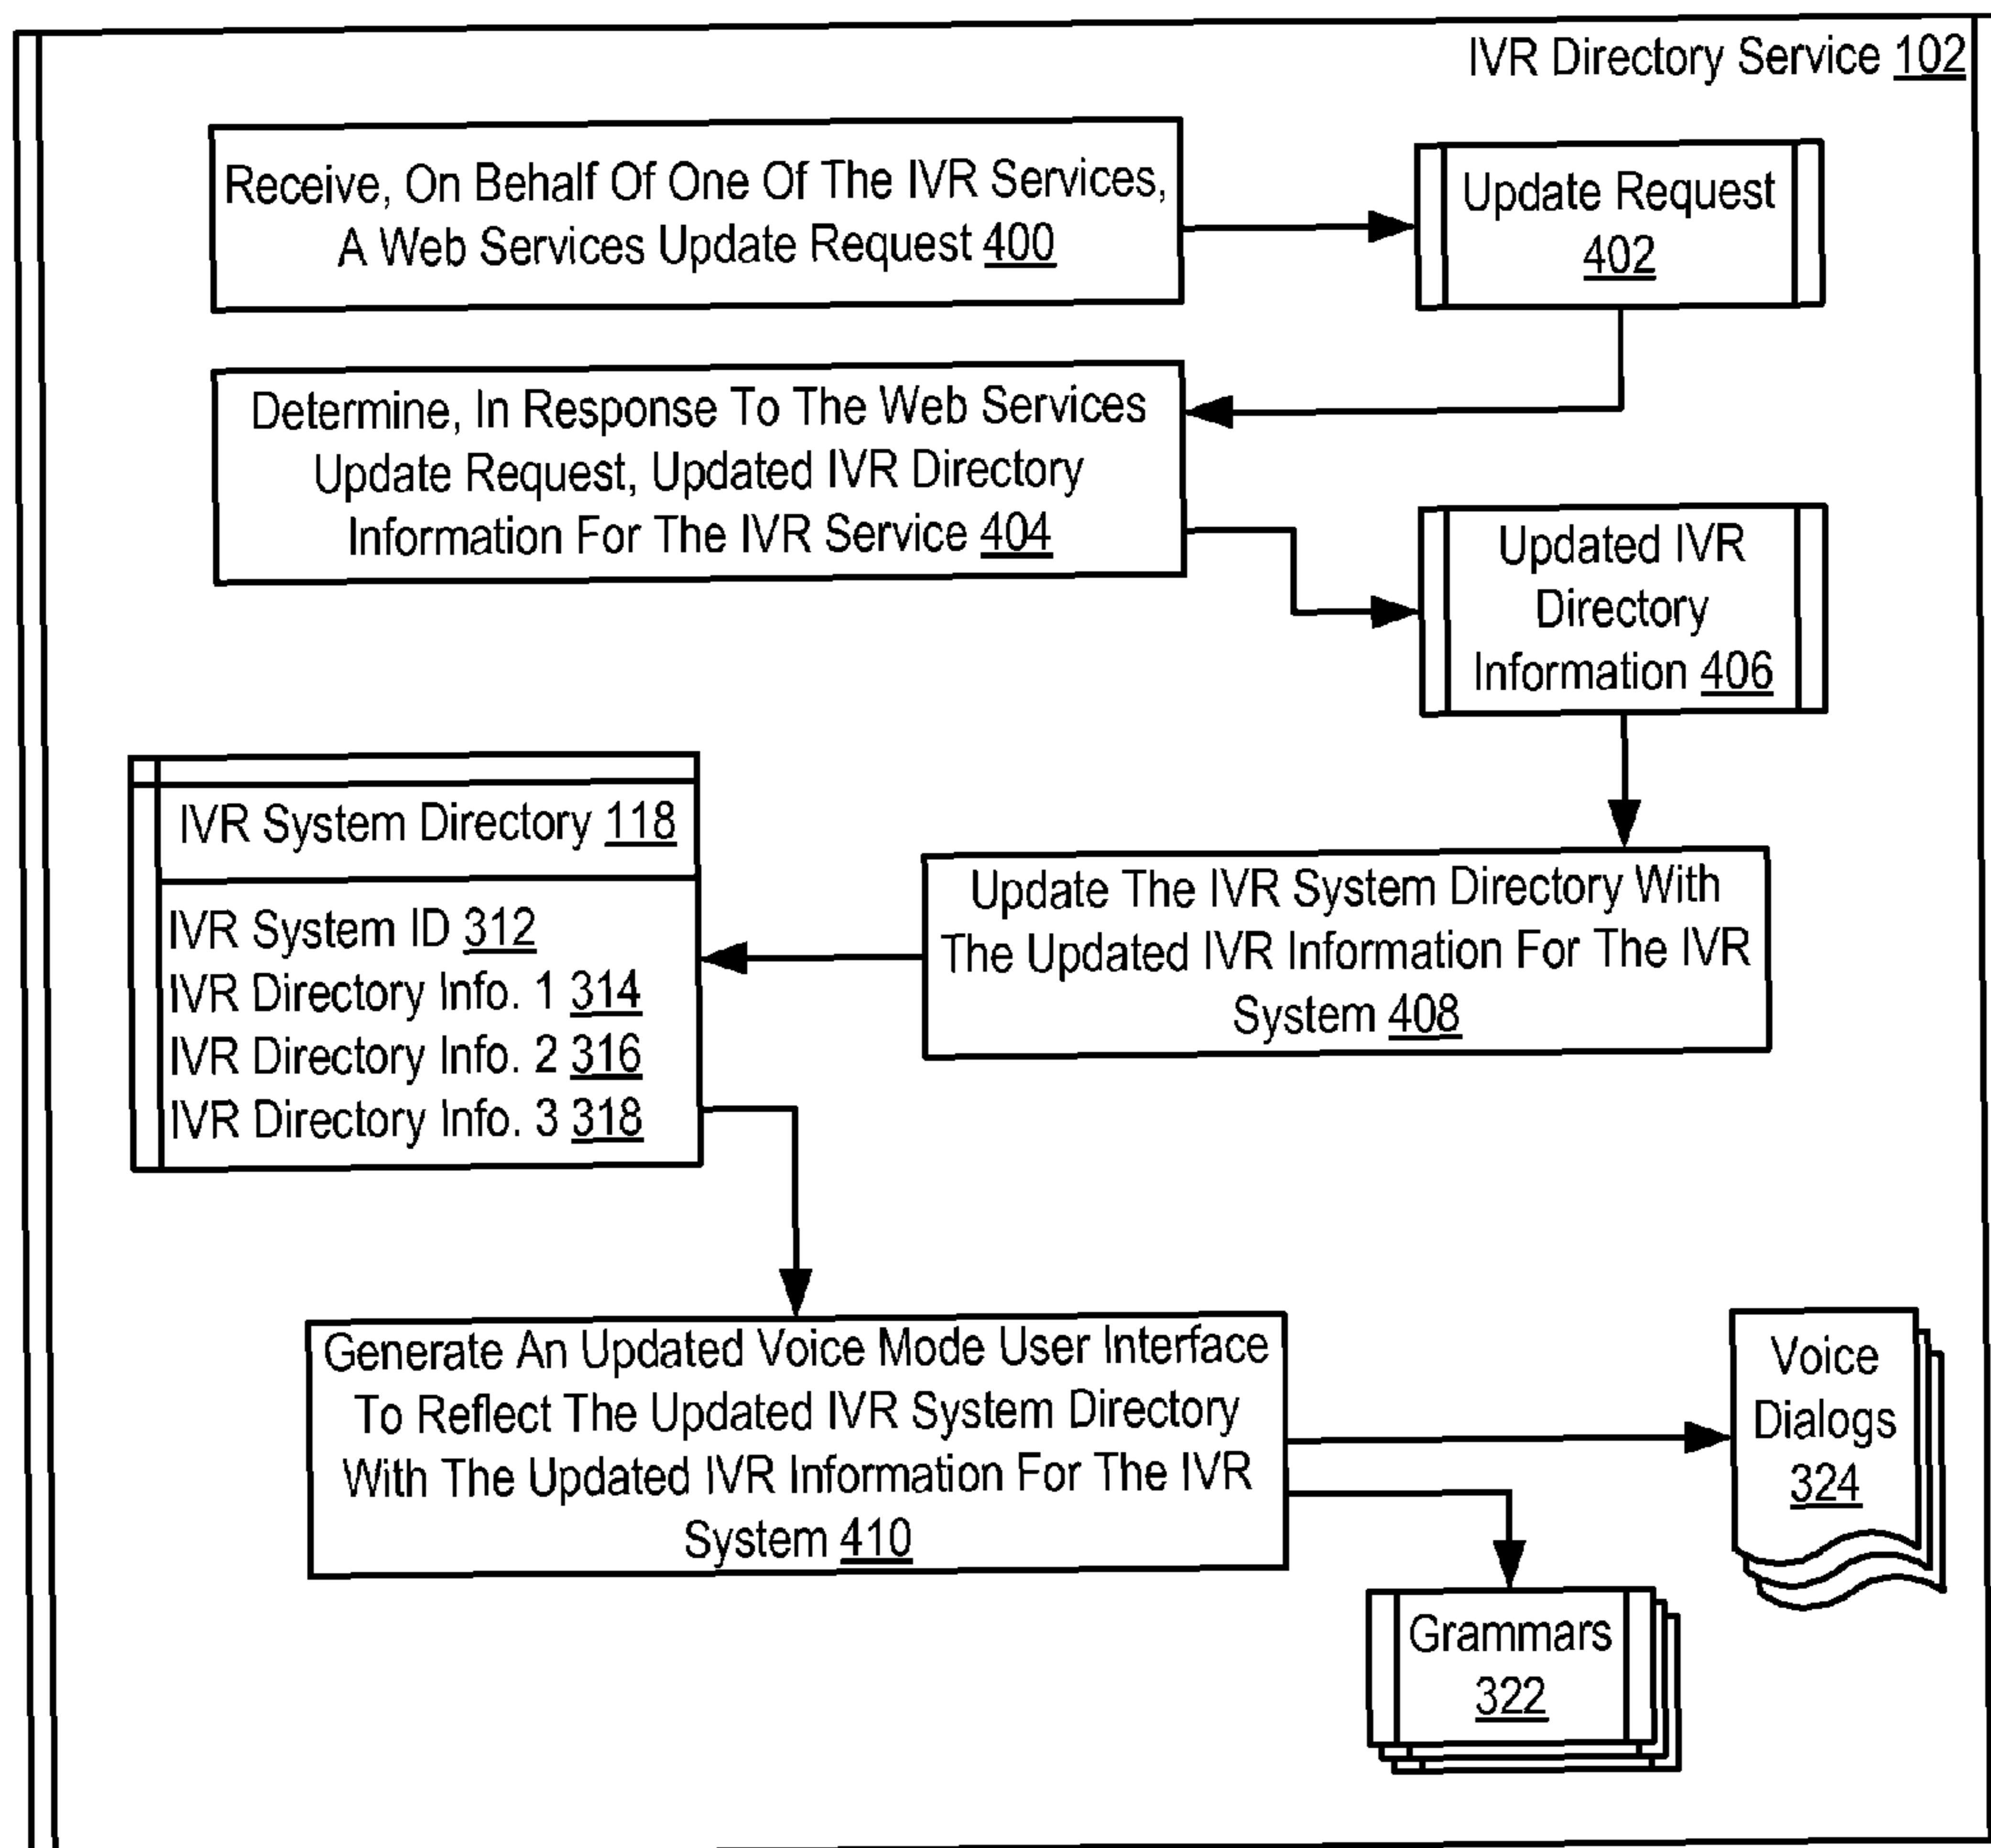 IVR Directory Service 102
Receive, On Behalf Of One Of The IVR Services,
A Web Services Update Request 400
Update Request
402
Determine, In Response To The Web Services
Update Request, Updated IVR Directory
Information For The IVR Service 404
Updated IVR
Directory
Information 406
IVR System Directory 118
IVR System ID 312
IVR Directory Info. 1 314
IVR Directory Info. 2 316
IVR Directory Info. 3 318
Update The IVR System Directory With
The Updated IVR Information For The IVR
System 408
Generate An Updated Voice Mode User Interface
To Reflect The Updated IVR System Directory
With The Updated IVR Information For The IVR
System 410
Voice
Dialogs
324
Grammars
322